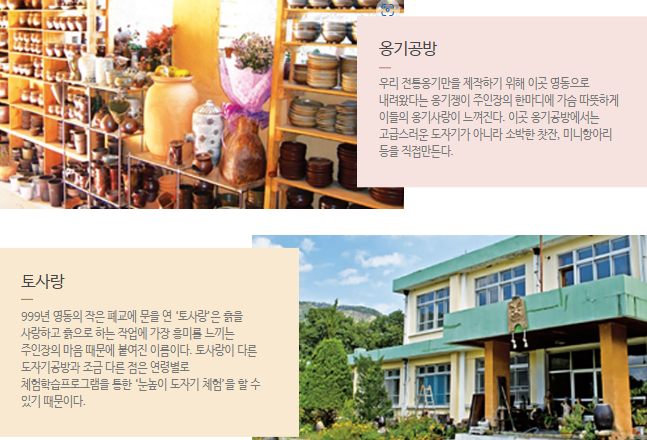 옹기공방
우리 전통옹기만을 제작하기 위해 이곳 영동으로
내려왔다는 옹기쟁이 주인장의 한마디에 가슴 따뜻하게
이들의 옹기사랑이 느껴진다. 이곳 옹기공방에서는
고급스러운 도자기가 아니라 소박한 찻잔, 미니항아리
등을 직접만든다.
토사랑
999년 영동의 작은 폐교에 문을 연 ‘토사랑’은 흙을
사랑하고 흙으로 하는 작업에 가장 흥미를 느끼는
주인장의 마음 때문에 붙여진 이름이다. 토사랑이 다른
도자기공방과 조금 다른 점은 연령별로
체험학습프로그램을 통한 ‘눈높이 도자기 체험’을 할 수
있기 때문이다.